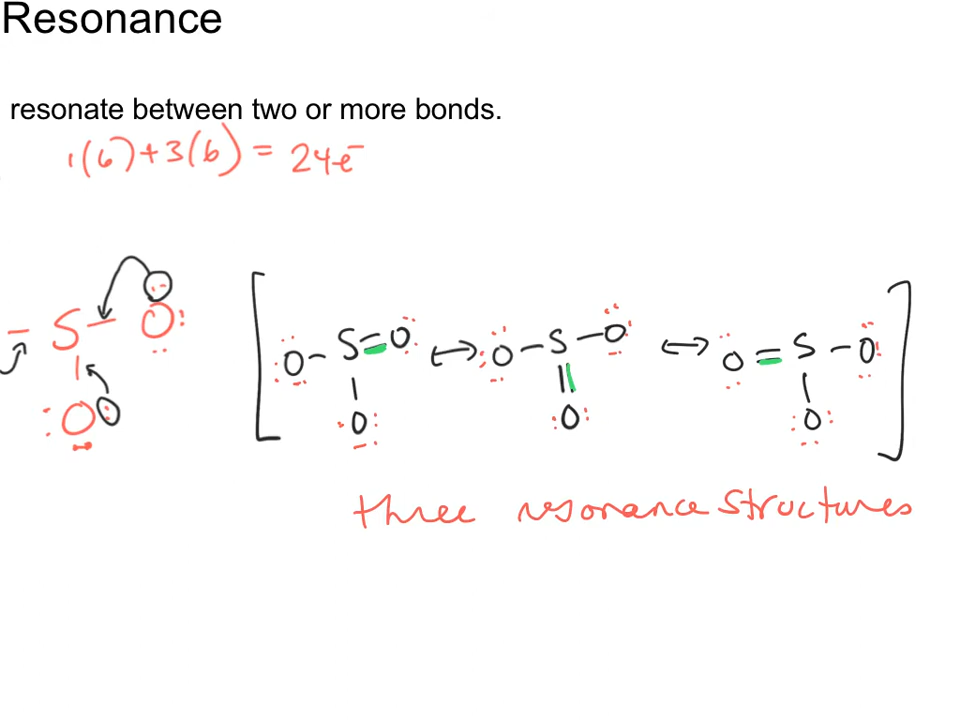 Resonance
resonate between two or more bonds.
1(6)+3(6) = 24e⁻
S - O:
:O
:O - S = O ↔ :O - S - O: ↔ O = S - O:
O: :O: :O:
three resonance structures